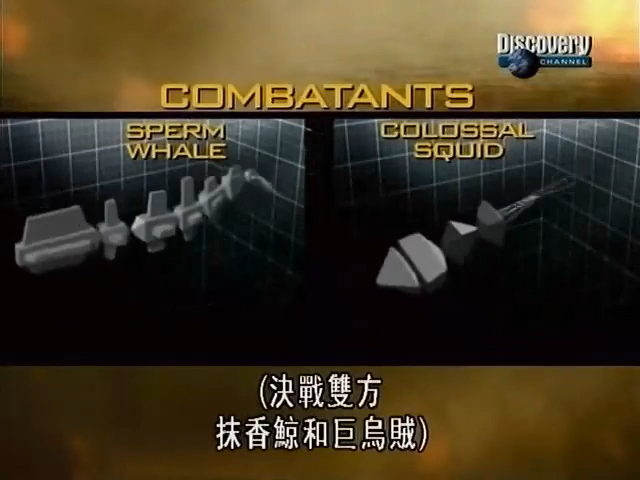 Discovery
CHANNEL
COMBATANTS
SPERM
WHALE
COLOSSAL
SQUID
(決戰雙方
抹香鯨和巨烏賊)